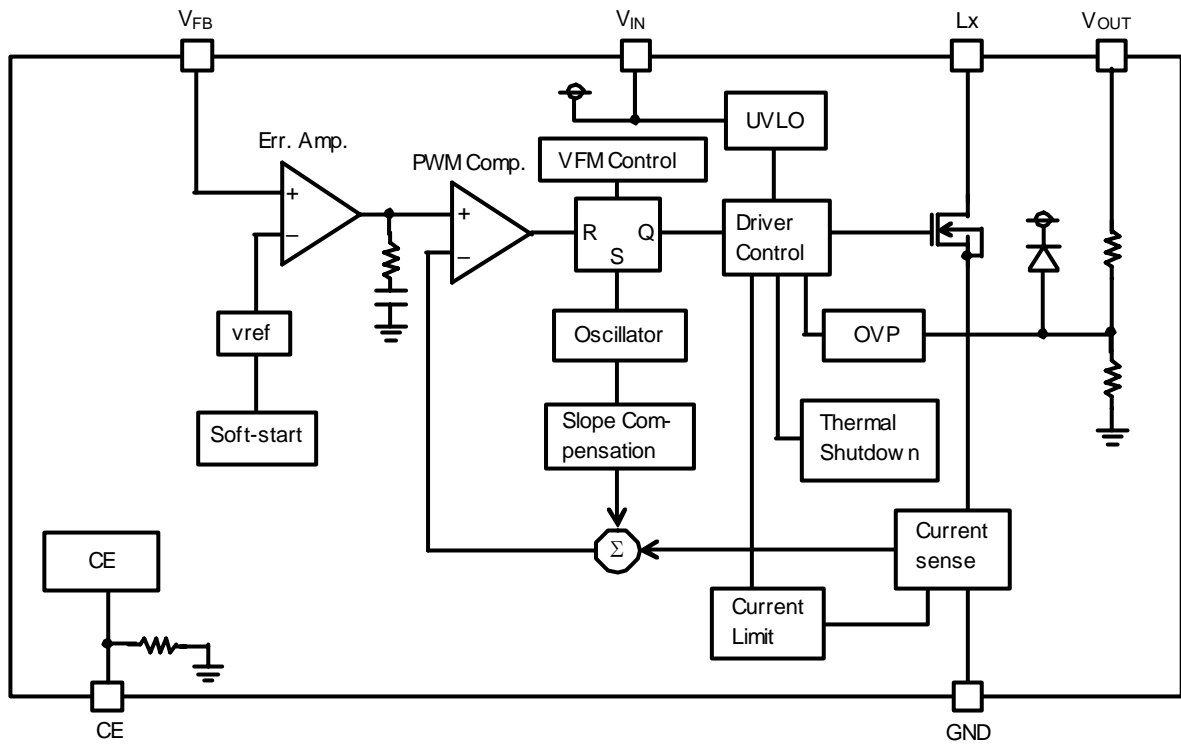 VFB
VIN
Lx
VOUT
UVLO
Err. Amp.
PWM Comp.
VFM Control
+
−
+
−
R
Q
S
Driver
Control
vref
Oscillator
OVP
Soft-start
Slope Com-
pensation
Thermal
Shutdown
CE
Σ
Current
sense
Current
Limit
CE
GND